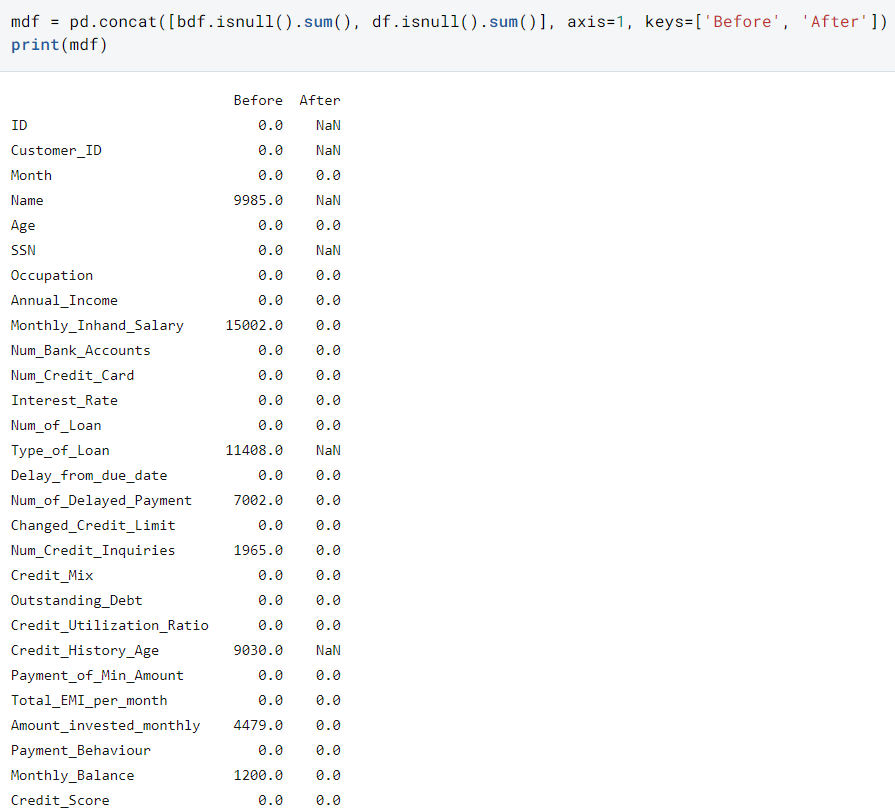 mdf = pd.concat([bdf.isnull().sum(), df.isnull().sum()], axis=1, keys=['Before', 'After'])
print(mdf)
Before After
ID 0.0 NaN
Customer_ID 0.0 NaN
Month 0.0 0.0
Name 9985.0 NaN
Age 0.0 0.0
SSN 0.0 NaN
Occupation 0.0 0.0
Annual_Income 0.0 0.0
Monthly_Inhand_Salary 15002.0 0.0
Num_Bank_Accounts 0.0 0.0
Num_Credit_Card 0.0 0.0
Interest_Rate 0.0 0.0
Num_of_Loan 0.0 0.0
Type_of_Loan 11408.0 NaN
Delay_from_due_date 0.0 0.0
Num_of_Delayed_Payment 7002.0 0.0
Changed_Credit_Limit 0.0 0.0
Num_Credit_Inquiries 1965.0 0.0
Credit_Mix 0.0 0.0
Outstanding_Debt 0.0 0.0
Credit_Utilization_Ratio 0.0 0.0
Credit_History_Age 9030.0 NaN
Payment_of_Min_Amount 0.0 0.0
Total_EMI_per_month 0.0 0.0
Amount_invested_monthly 4479.0 0.0
Payment_Behaviour 0.0 0.0
Monthly_Balance 1200.0 0.0
Credit_Score 0.0 0.0